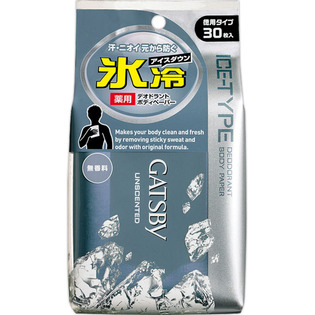 徳用タイプ
30枚入
汗・ニオイ元から防ぐ
アイスダウン
氷冷
薬用
デオドラント
ボディペーパー
Makes your body clean and fresh
by removing sticky sweat and
odor with original formula.
無香料
GATSBY
UNSCENTED
ICE-TYPE
DEODORANT
BODY PAPER